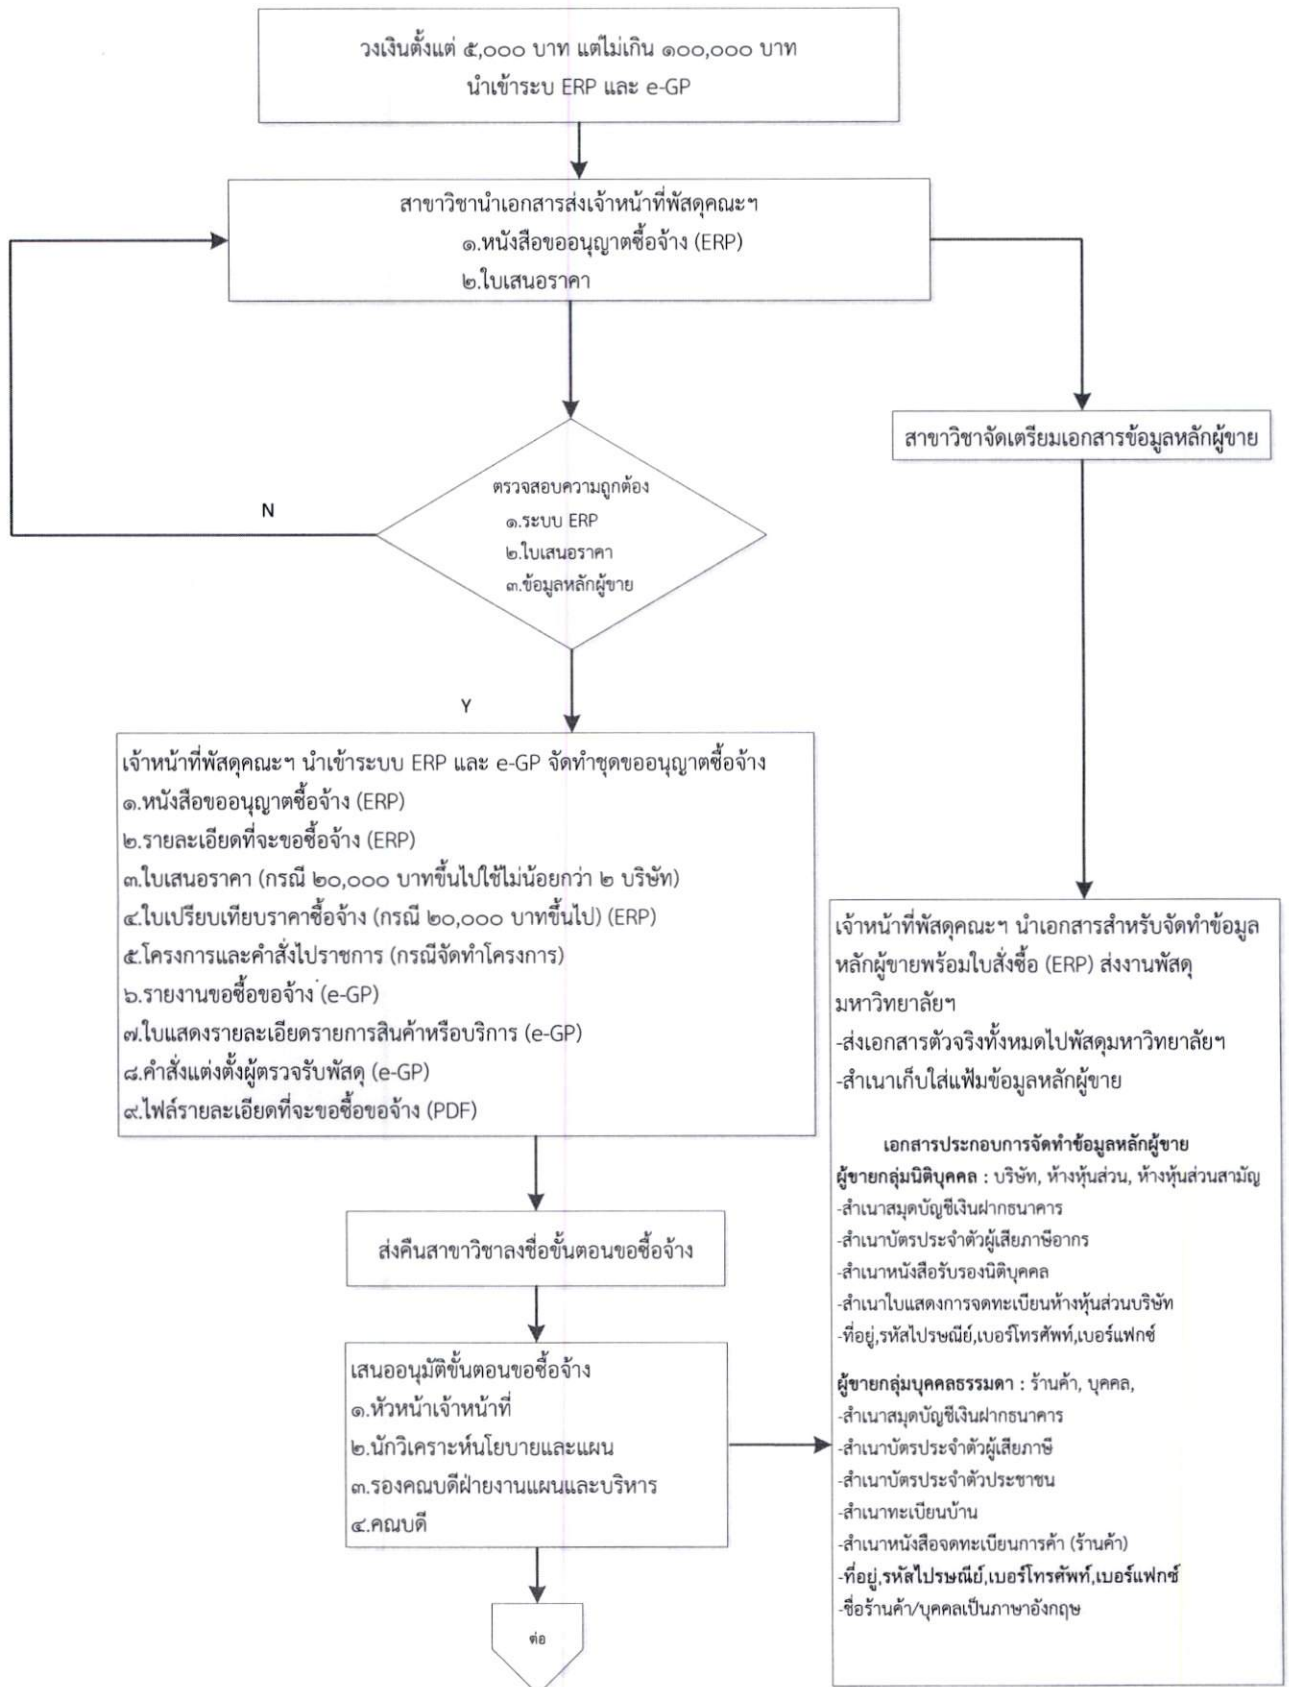 วงเงินตั้งแต่ ๕,๐๐๐ บาท แต่ไม่เกิน ๑๐๐,๐๐๐ บาท
นำเข้าระบบ ERP และ e-GP
สาขาวิชานำเอกสารส่งเจ้าหน้าที่พัสดุคณะฯ
๑.หนังสือขออนุญาตซื้อจ้าง (ERP)
๒.ใบเสนอราคา
สาขาวิชาจัดเตรียมเอกสารข้อมูลหลักผู้ขาย
ตรวจสอบความถูกต้อง
๑.ระบบ ERP
๒.ใบเสนอราคา
๓.ข้อมูลหลักผู้ขาย
N
Y
เจ้าหน้าที่พัสดุคณะฯ นำเข้าระบบ ERP และ e-GP จัดทำชุดขออนุญาตซื้อจ้าง
๑.หนังสือขออนุญาตซื้อจ้าง (ERP)
๒.รายละเอียดที่จะขอซื้อจ้าง (ERP)
๓.ใบเสนอราคา (กรณี ๒๐,๐๐๐ บาทขึ้นไปใช้ไม่น้อยกว่า ๒ บริษัท)
๔.ใบเปรียบเทียบราคาซื้อจ้าง (กรณี ๒๐,๐๐๐ บาทขึ้นไป) (ERP)
๕.โครงการและคำสั่งไปราชการ (กรณีจัดทำโครงการ)
๖.รายงานขอซื้อขอจ้าง (e-GP)
๗.ใบแสดงรายละเอียดรายการสินค้าหรือบริการ (e-GP)
๘.คำสั่งแต่งตั้งผู้ตรวจรับพัสดุ (e-GP)
๙.ไฟล์รายละเอียดที่จะขอซื้อขอจ้าง (PDF)
ส่งคืนสาขาวิชาลงชื่อขั้นตอนขอซื้อจ้าง
เสนออนุมัติขั้นตอนขอซื้อจ้าง
๑.หัวหน้าเจ้าหน้าที่
๒.นักวิเคราะห์นโยบายและแผน
๓.รองคณบดีฝ่ายงานแผนและบริหาร
๔.คณบดี
ต่อ
เจ้าหน้าที่พัสดุคณะฯ นำเอกสารสำหรับจัดทำข้อมูล
หลักผู้ขายพร้อมใบสั่งซื้อ (ERP) ส่งงานพัสดุ
มหาวิทยาลัยฯ
-ส่งเอกสารตัวจริงทั้งหมดไปพัสดุมหาวิทยาลัยฯ
-สำเนาเก็บใส่แฟ้มข้อมูลหลักผู้ขาย
เอกสารประกอบการจัดทำข้อมูลหลักผู้ขาย
ผู้ขายกลุ่มนิติบุคคล : บริษัท, ห้างหุ้นส่วน, ห้างหุ้นส่วนสามัญ
-สำเนาสมุดบัญชีเงินฝากธนาคาร
-สำเนาบัตรประจำตัวผู้เสียภาษีอากร
-สำเนาหนังสือรับรองนิติบุคคล
-สำเนาใบแสดงการจดทะเบียนห้างหุ้นส่วนบริษัท
-ที่อยู่,รหัสไปรษณีย์,เบอร์โทรศัพท์,เบอร์แฟกซ์
ผู้ขายกลุ่มบุคคลธรรมดา : ร้านค้า, บุคคล,
-สำเนาสมุดบัญชีเงินฝากธนาคาร
-สำเนาบัตรประจำตัวผู้เสียภาษี
-สำเนาบัตรประจำตัวประชาชน
-สำเนาทะเบียนบ้าน
-สำเนาหนังสือจดทะเบียนการค้า (ร้านค้า)
-ที่อยู่,รหัสไปรษณีย์,เบอร์โทรศัพท์,เบอร์แฟกซ์
-ชื่อร้านค้า/บุคคลเป็นภาษาอังกฤษ